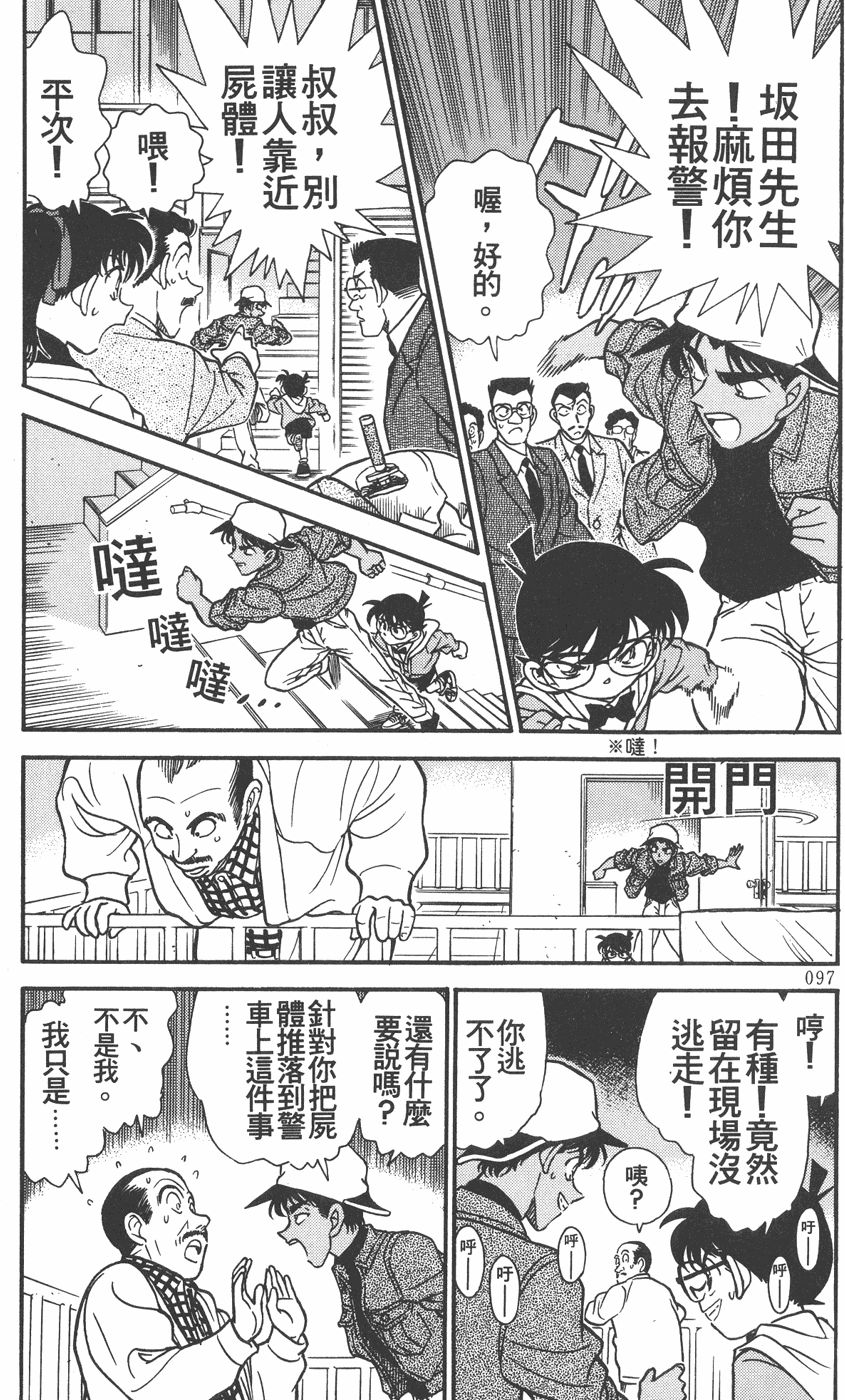 坂田先生
！麻煩你
去報警！
喔，好的。
叔叔，別
讓人靠近
屍體！
喂！
平次！
噠
噠
噠…
※噠！
開門
097
哼！
有種！竟然
留在現場沒
逃走！
咦？
吁—
呼—
你逃
不了了。
呼—
吁—
呼—
還有什麼
要說嗎？
針對你把屍
體推落到警
車上這件事
……
不、
不是我。
我只是……